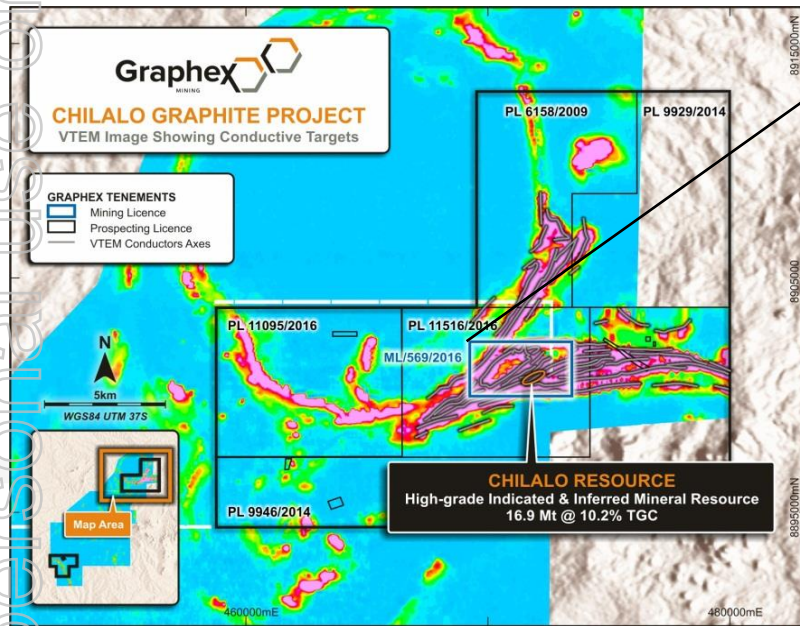 Graphex
MINING
CHILALO GRAPHITE PROJECT
VTEM Image Showing Conductive Targets
GRAPHEX TENEMENTS
Mining Licence
Prospecting Licence
VTEM Conductors Axes
PL 6158/2009
PL 9929/2014
8915000mN
8905000
8895000mN
PL 11095/2016
PL 11516/2016
ML/569/2016
N
5km
WGS84 UTM 37S
CHILALO RESOURCE
High-grade Indicated & Inferred Mineral Resource
16.9 Mt @ 10.2% TGC
PL 9946/2014
Map Area
460000mE
480000mE